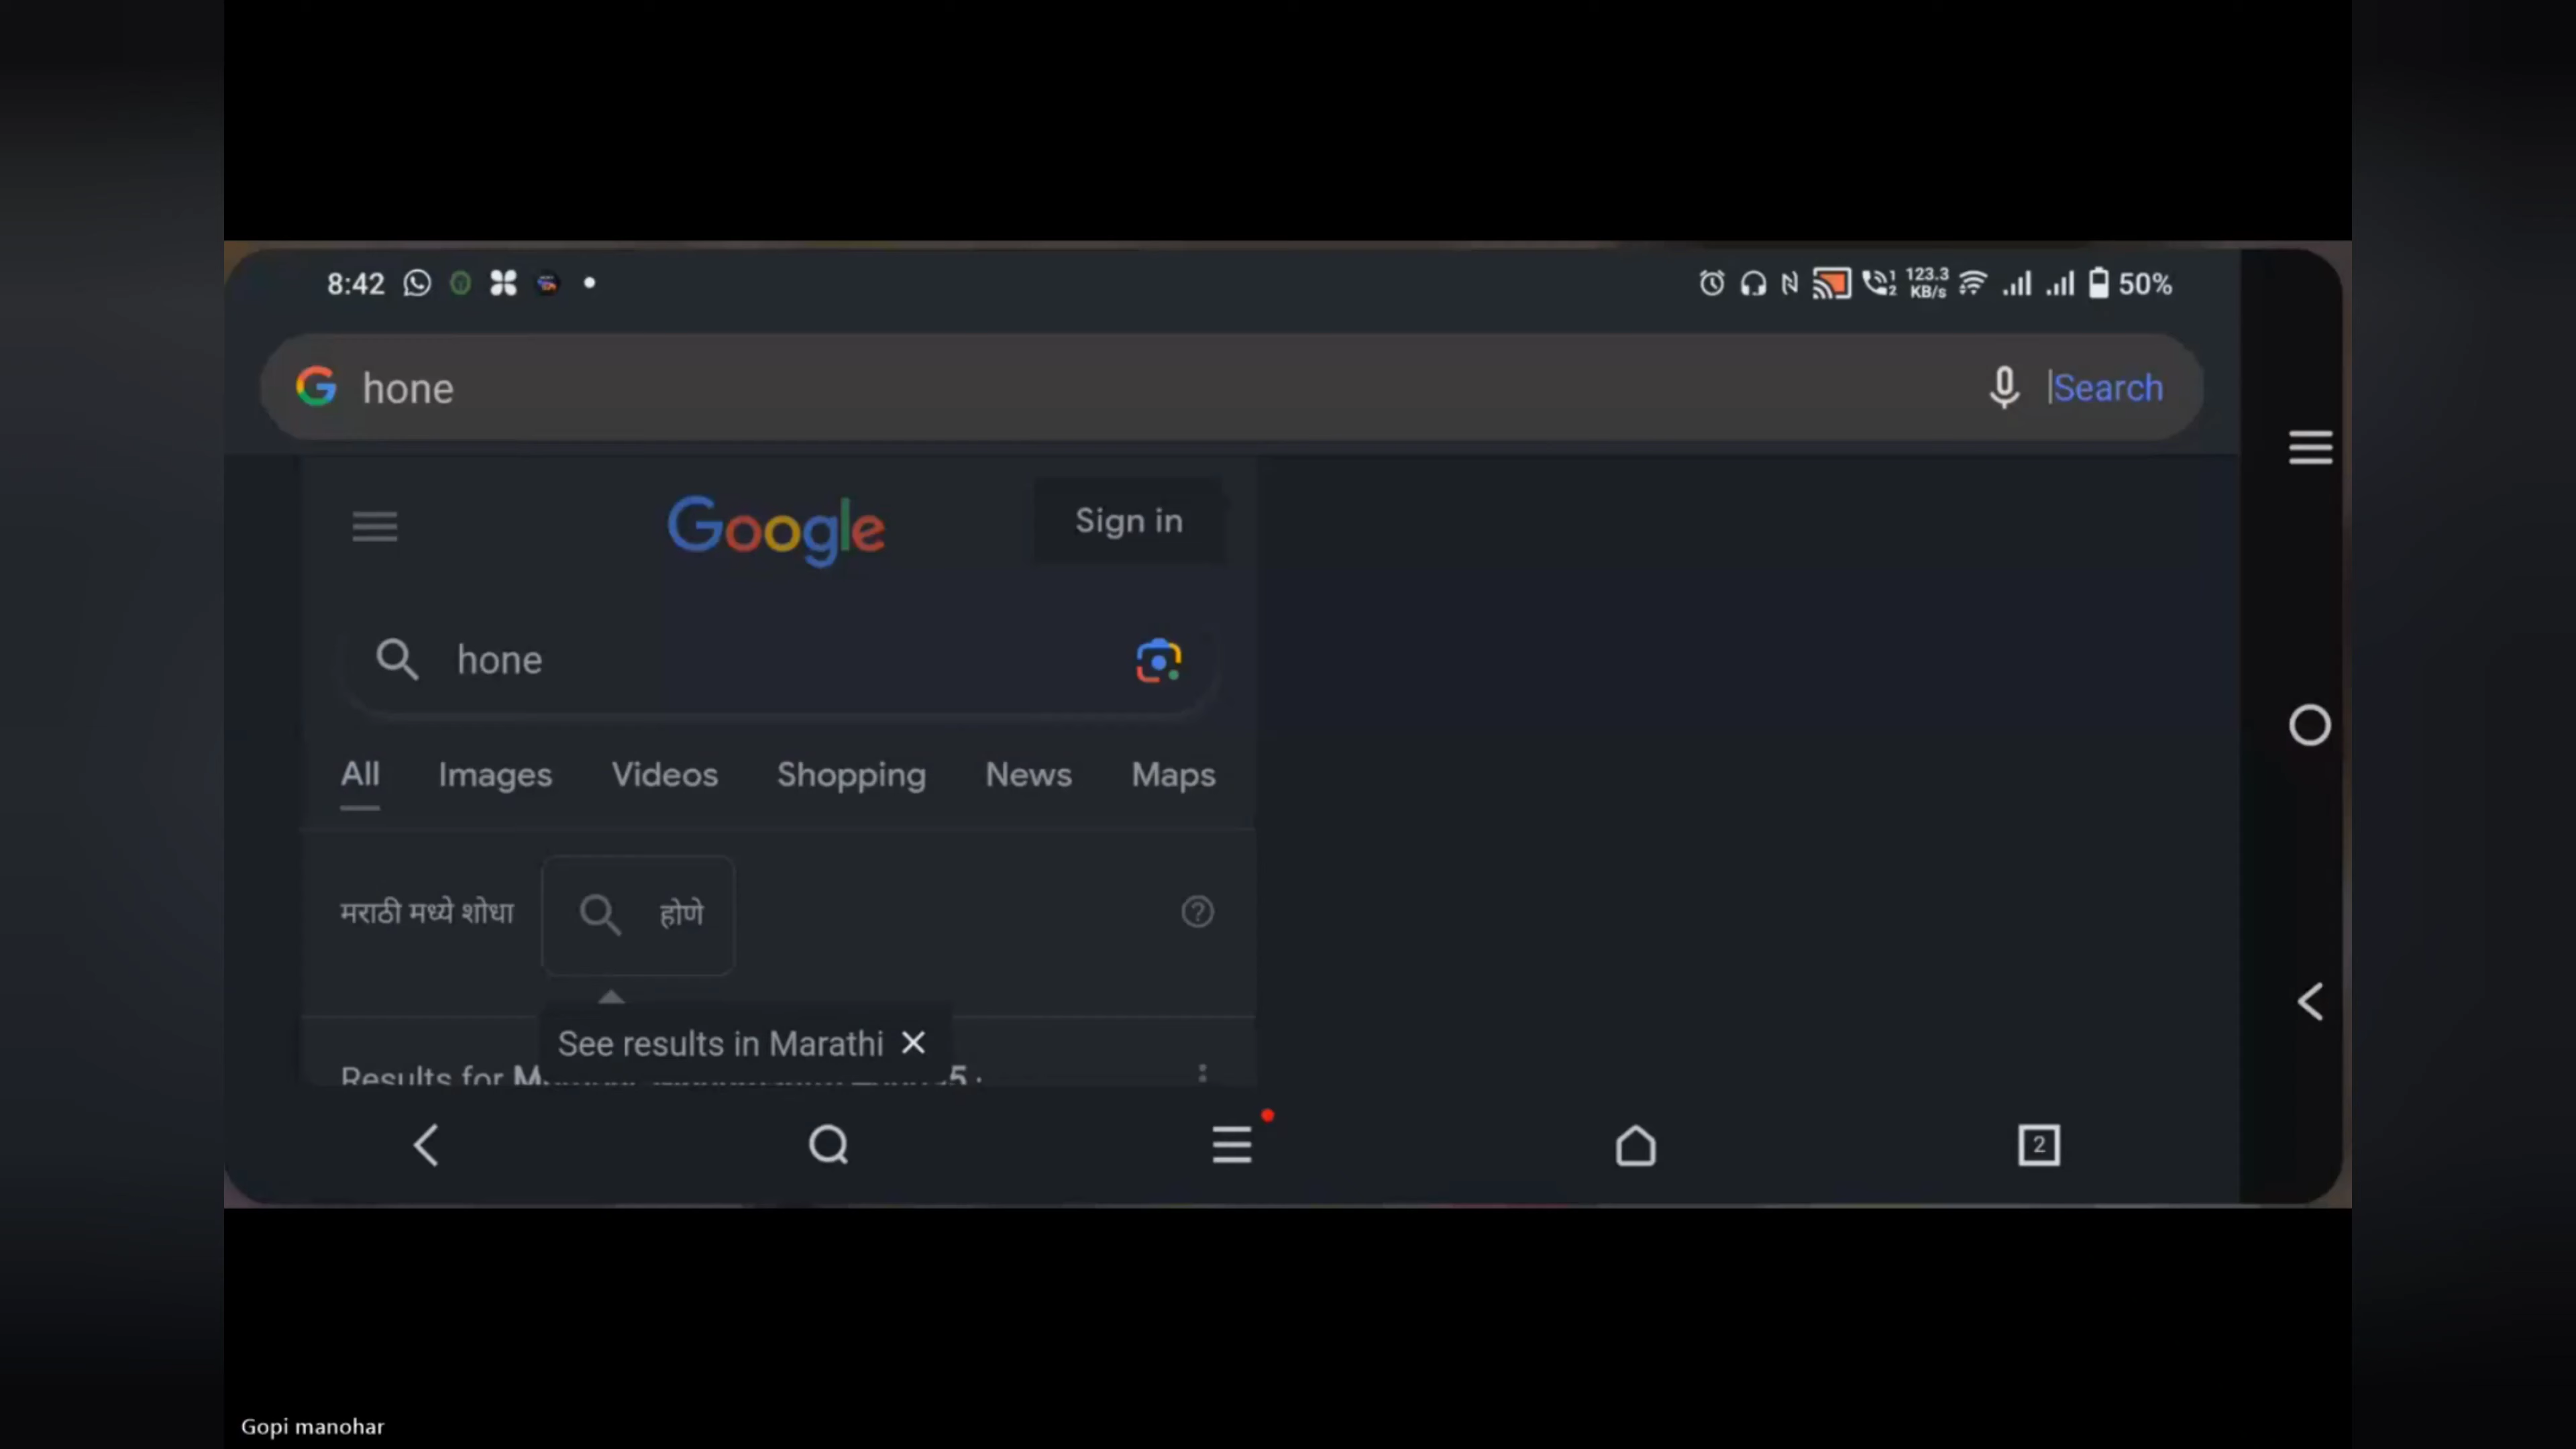 8:42 123.3 KB/s 50%
hone Search
Google Sign in
hone
All Images Videos Shopping News Maps
मराठी मध्ये शोधा होणे
See results in Marathi
Results for
2
Gopi manohar